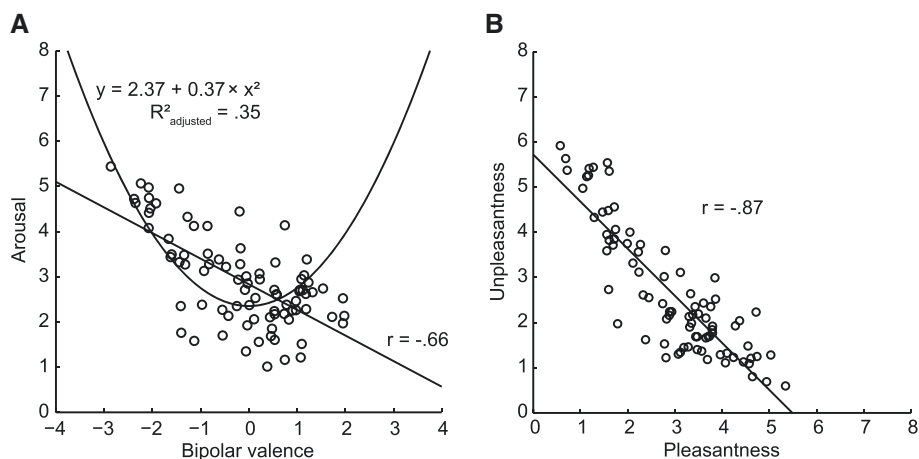 A
8
7
6
5
4
3
2
1
0
Arousal
y = 2.37 + 0.37 × x²
R²adjusted = .35
r = -.66
−4 −3 −2 −1 0 1 2 3 4
Bipolar valence
B
8
7
6
5
4
3
2
1
0
Unpleasantness
r = -.87
0 1 2 3 4 5 6 7 8
Pleasantness